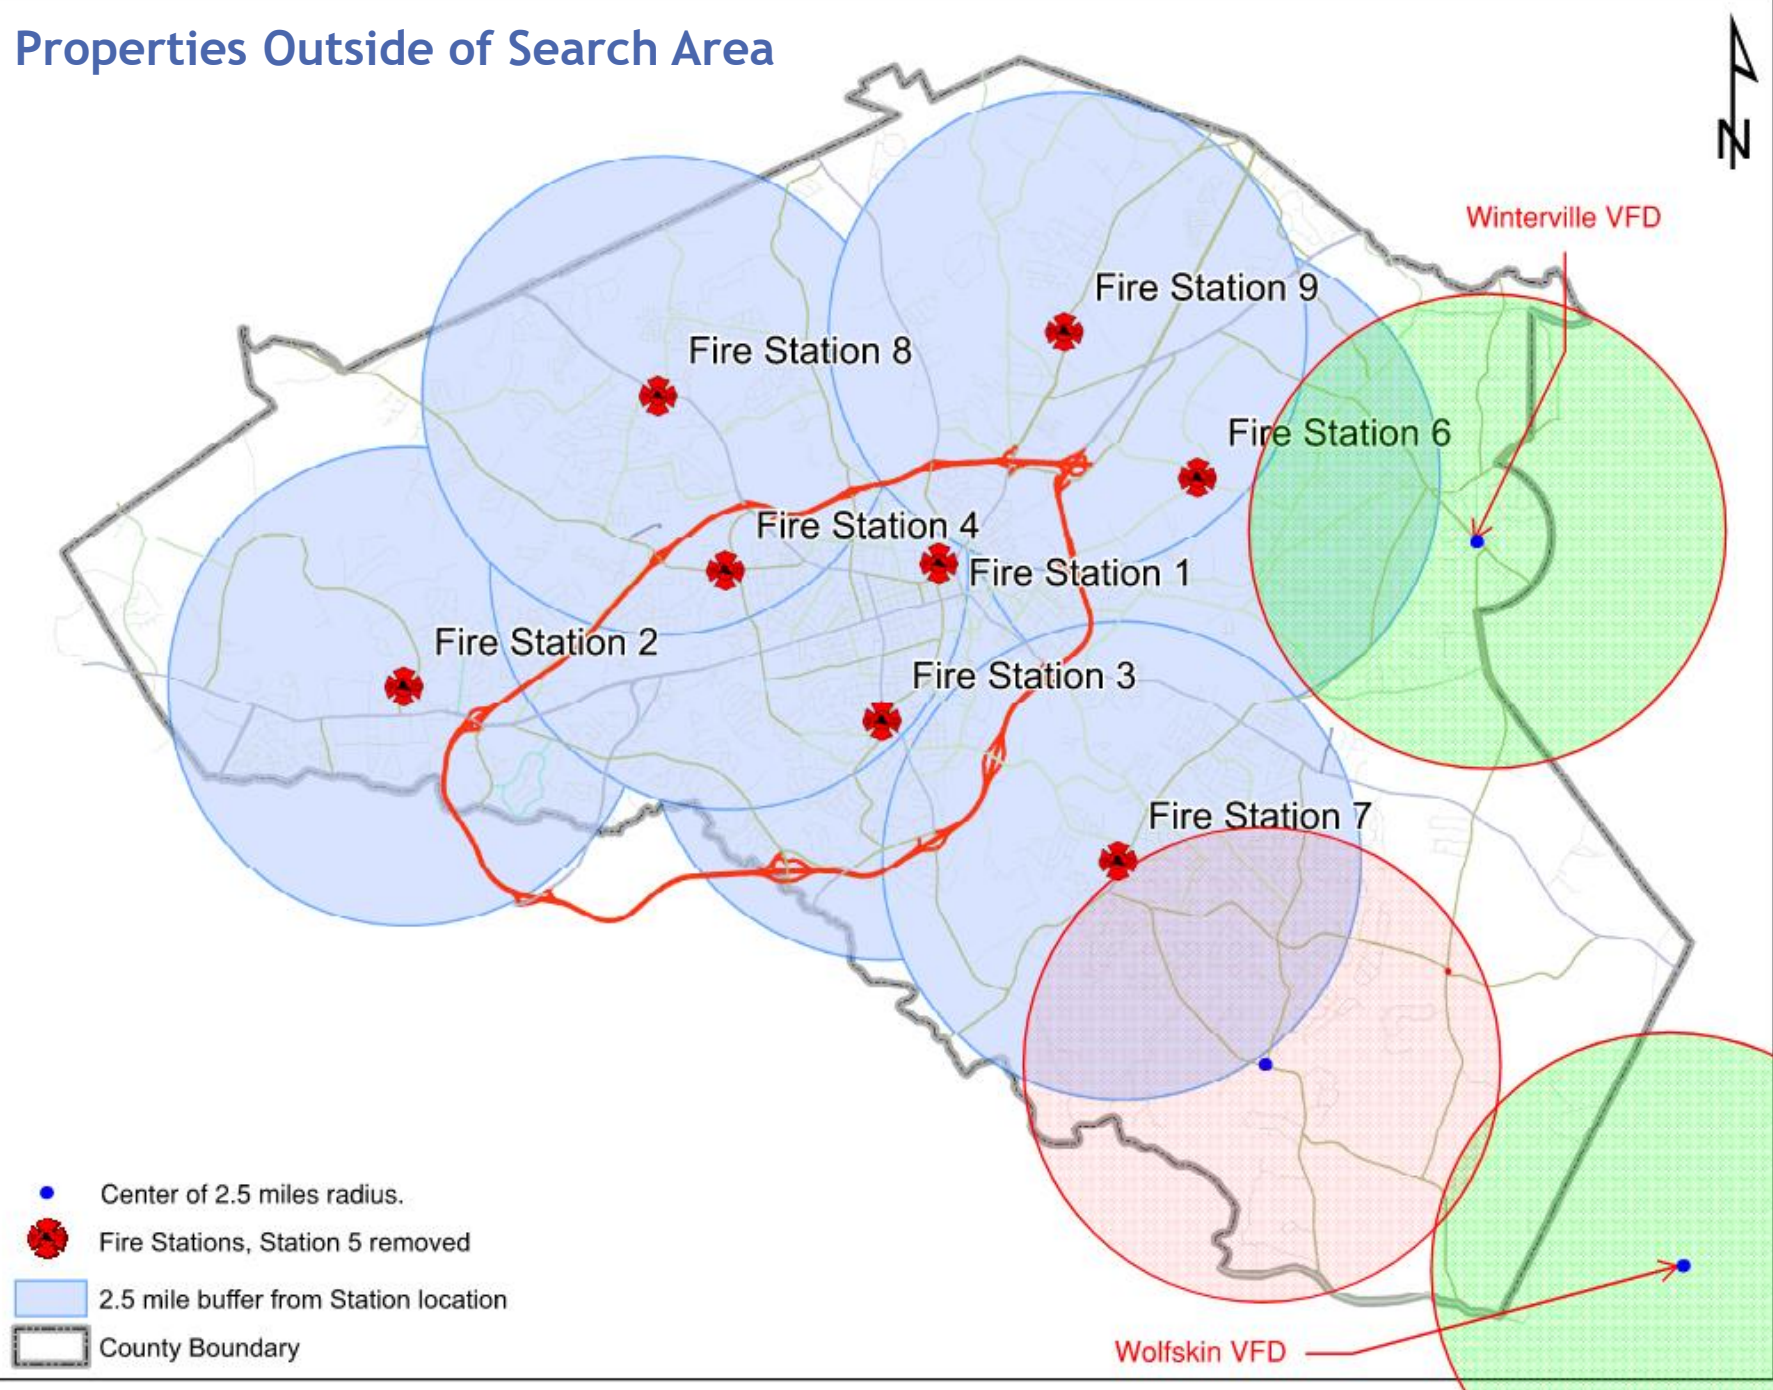 Properties Outside of Search Area
N
Winterville VFD
Fire Station 9
Fire Station 8
Fire Station 6
Fire Station 4
Fire Station 1
Fire Station 2
Fire Station 3
Fire Station 7
Center of 2.5 miles radius.
Fire Stations, Station 5 removed
2.5 mile buffer from Station location
County Boundary
Wolfskin VFD